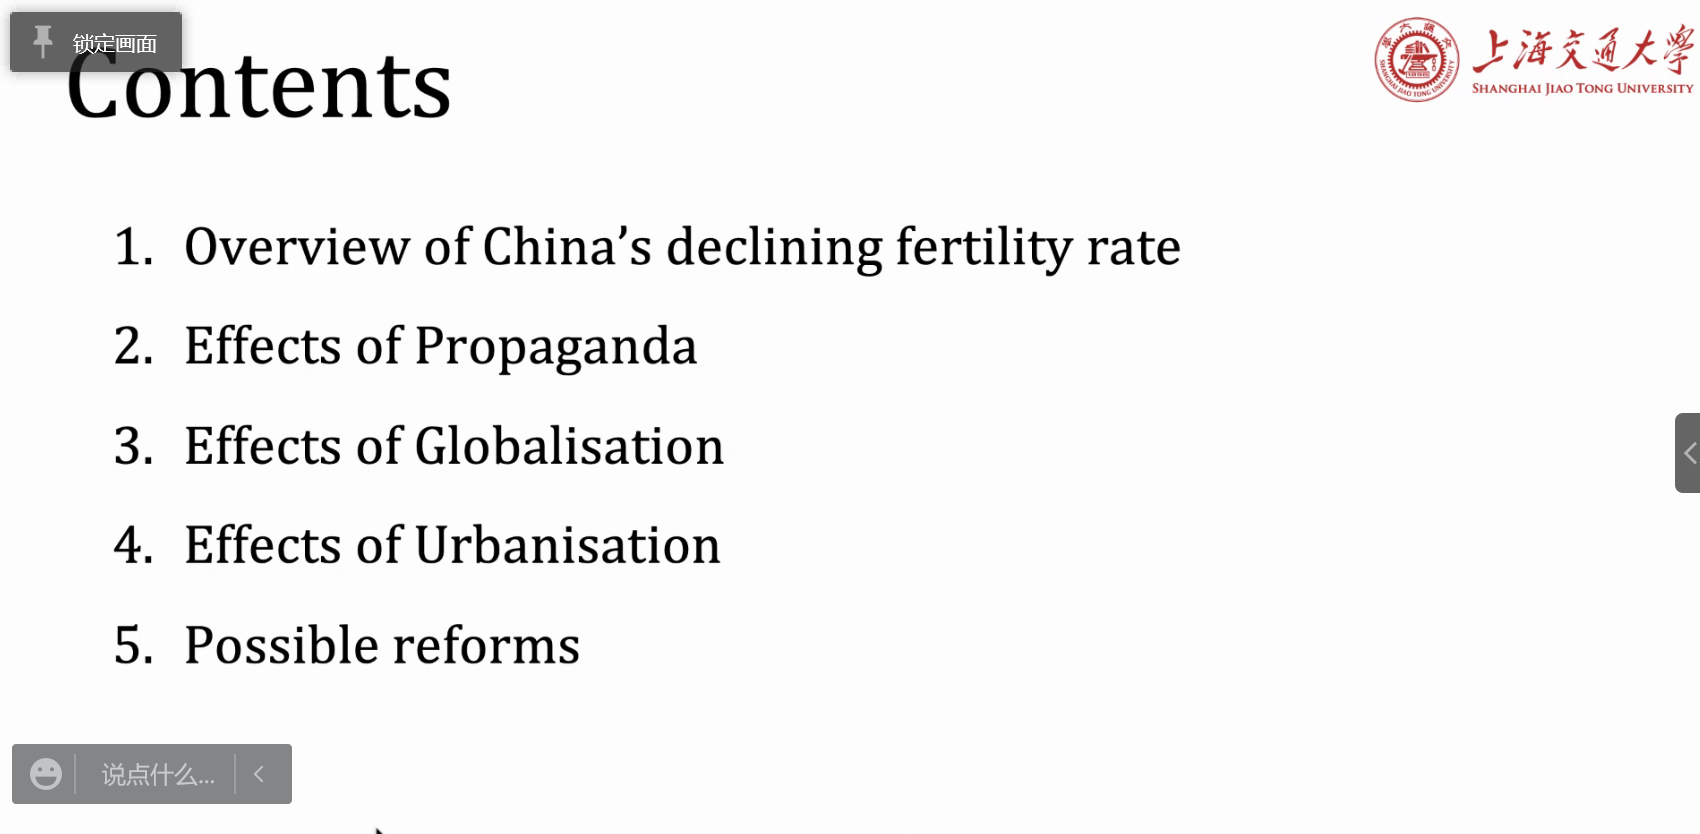 锁定画面
Contents
上海交通大学
SHANGHAI JIAO TONG UNIVERSITY
1. Overview of China’s declining fertility rate
2. Effects of Propaganda
3. Effects of Globalisation
4. Effects of Urbanisation
5. Possible reforms
说点什么...